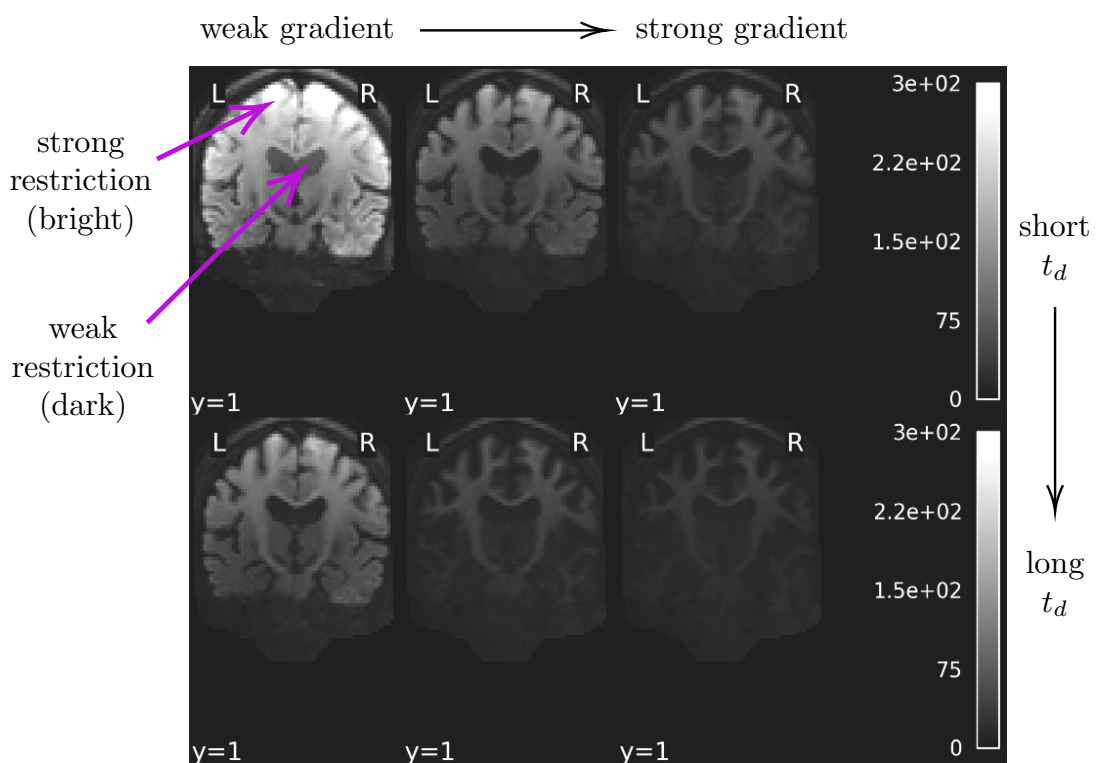 weak gradient
strong gradient
L R L R L R
3e+02
2.2e+02
1.5e+02
75
0
strong
restriction
(bright)
weak
restriction
(dark)
short
t_d
y=1 y=1 y=1
L R L R L R
3e+02
2.2e+02
1.5e+02
75
0
long
t_d
y=1 y=1 y=1